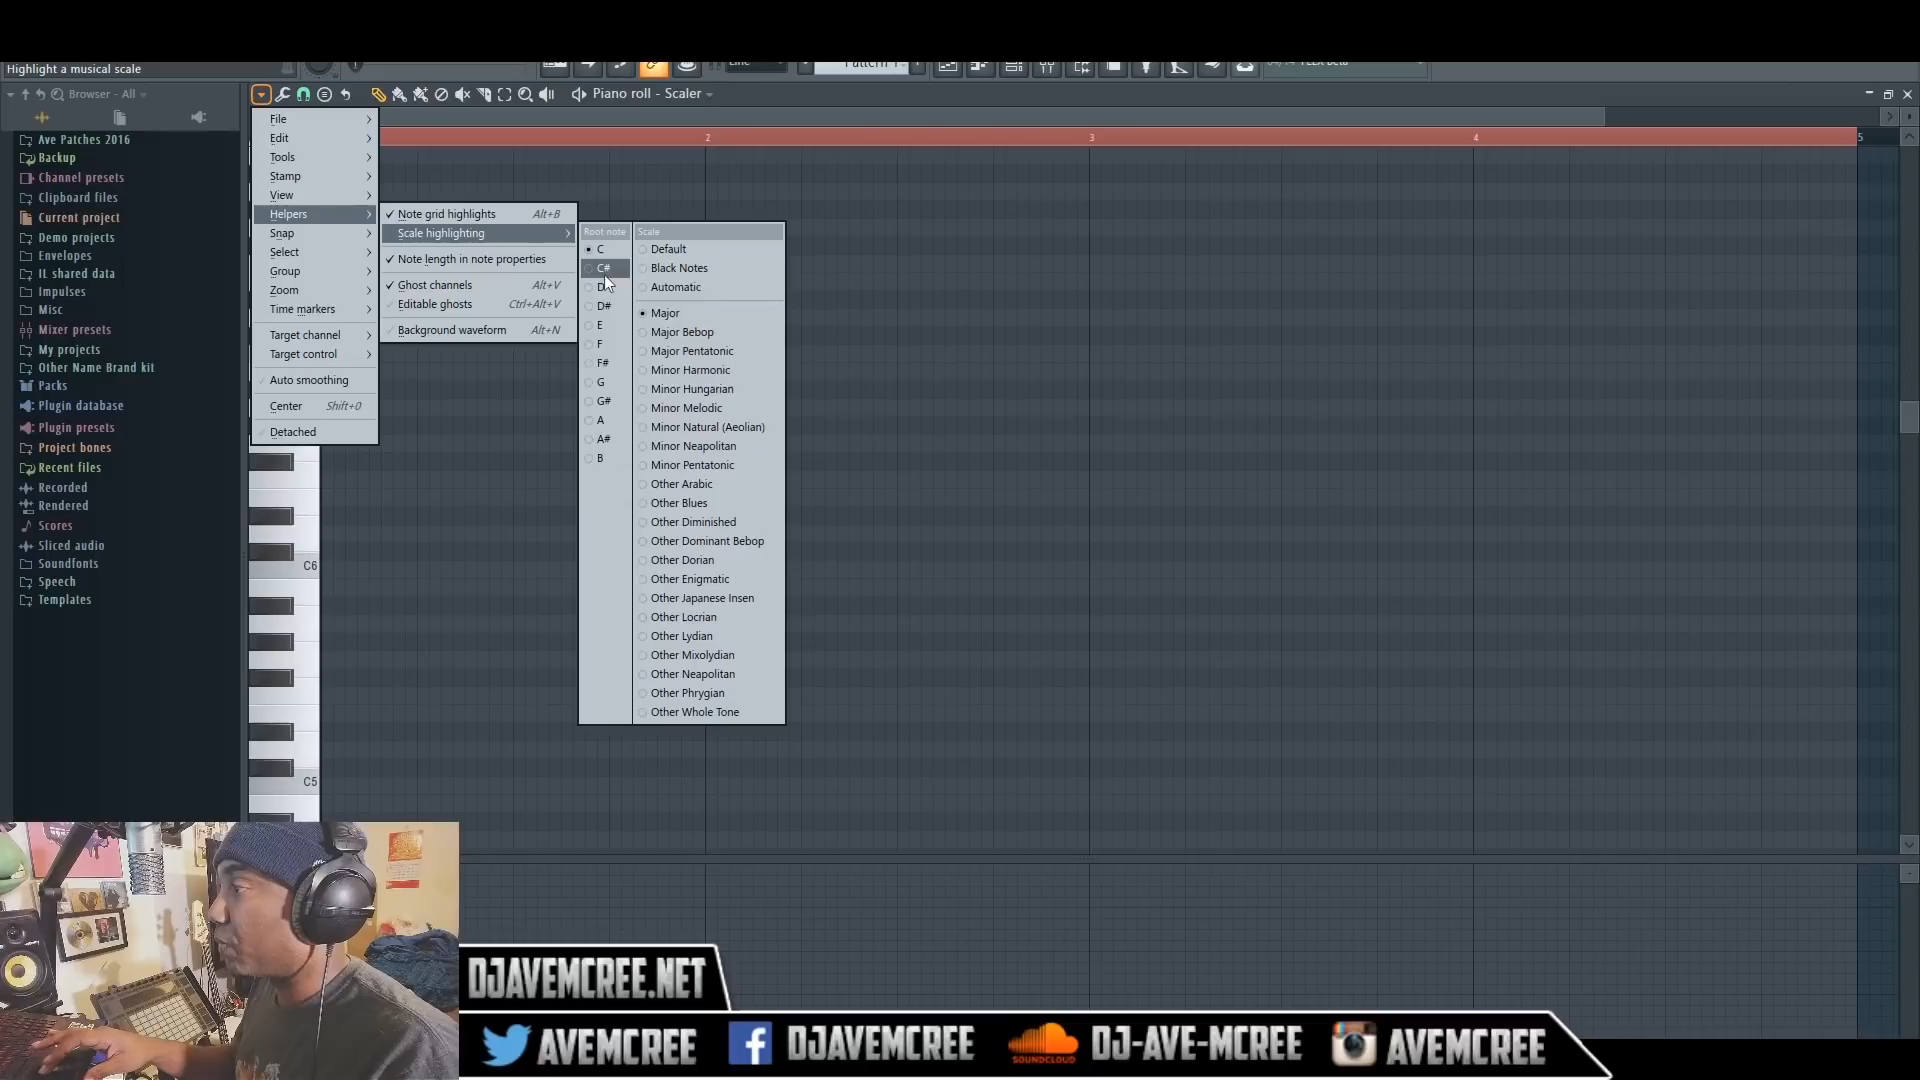 Highlight a musical scale
Line
Pattern 1
Browser - All
Piano roll - Scaler
Ave Patches 2016
Backup
Channel presets
Clipboard files
Current project
Demo projects
Envelopes
IL shared data
Impulses
Misc
Mixer presets
My projects
Other Name Brand kit
Packs
Plugin database
Plugin presets
Project bones
Recent files
Recorded
Rendered
Scores
Sliced audio
Soundfonts
Speech
Templates
File
Edit
Tools
Stamp
View
Helpers
Snap
Select
Group
Zoom
Time markers
Target channel
Target control
Auto smoothing
Center Shift+0
Detached
2 3 4 5
Note grid highlights Alt+B
Scale highlighting
Note length in note properties
Ghost channels Alt+V
Editable ghosts Ctrl+Alt+V
Background waveform Alt+N
Root note
C
C#
D
D#
E
F
F#
G
G#
A
A#
B
Scale
Default
Black Notes
Automatic
Major
Major Bebop
Major Pentatonic
Minor Harmonic
Minor Hungarian
Minor Melodic
Minor Natural (Aeolian)
Minor Neapolitan
Minor Pentatonic
Other Arabic
Other Blues
Other Diminished
Other Dominant Bebop
Other Dorian
Other Enigmatic
Other Japanese Insen
Other Locrian
Other Lydian
Other Mixolydian
Other Neapolitan
Other Phrygian
Other Whole Tone
C6
C5
DJAVEMCREE.NET
AVEMCREE
DJAVEMCREE
SOUNDCLOUD
DJ-AVE-MCREE
AVEMCREE